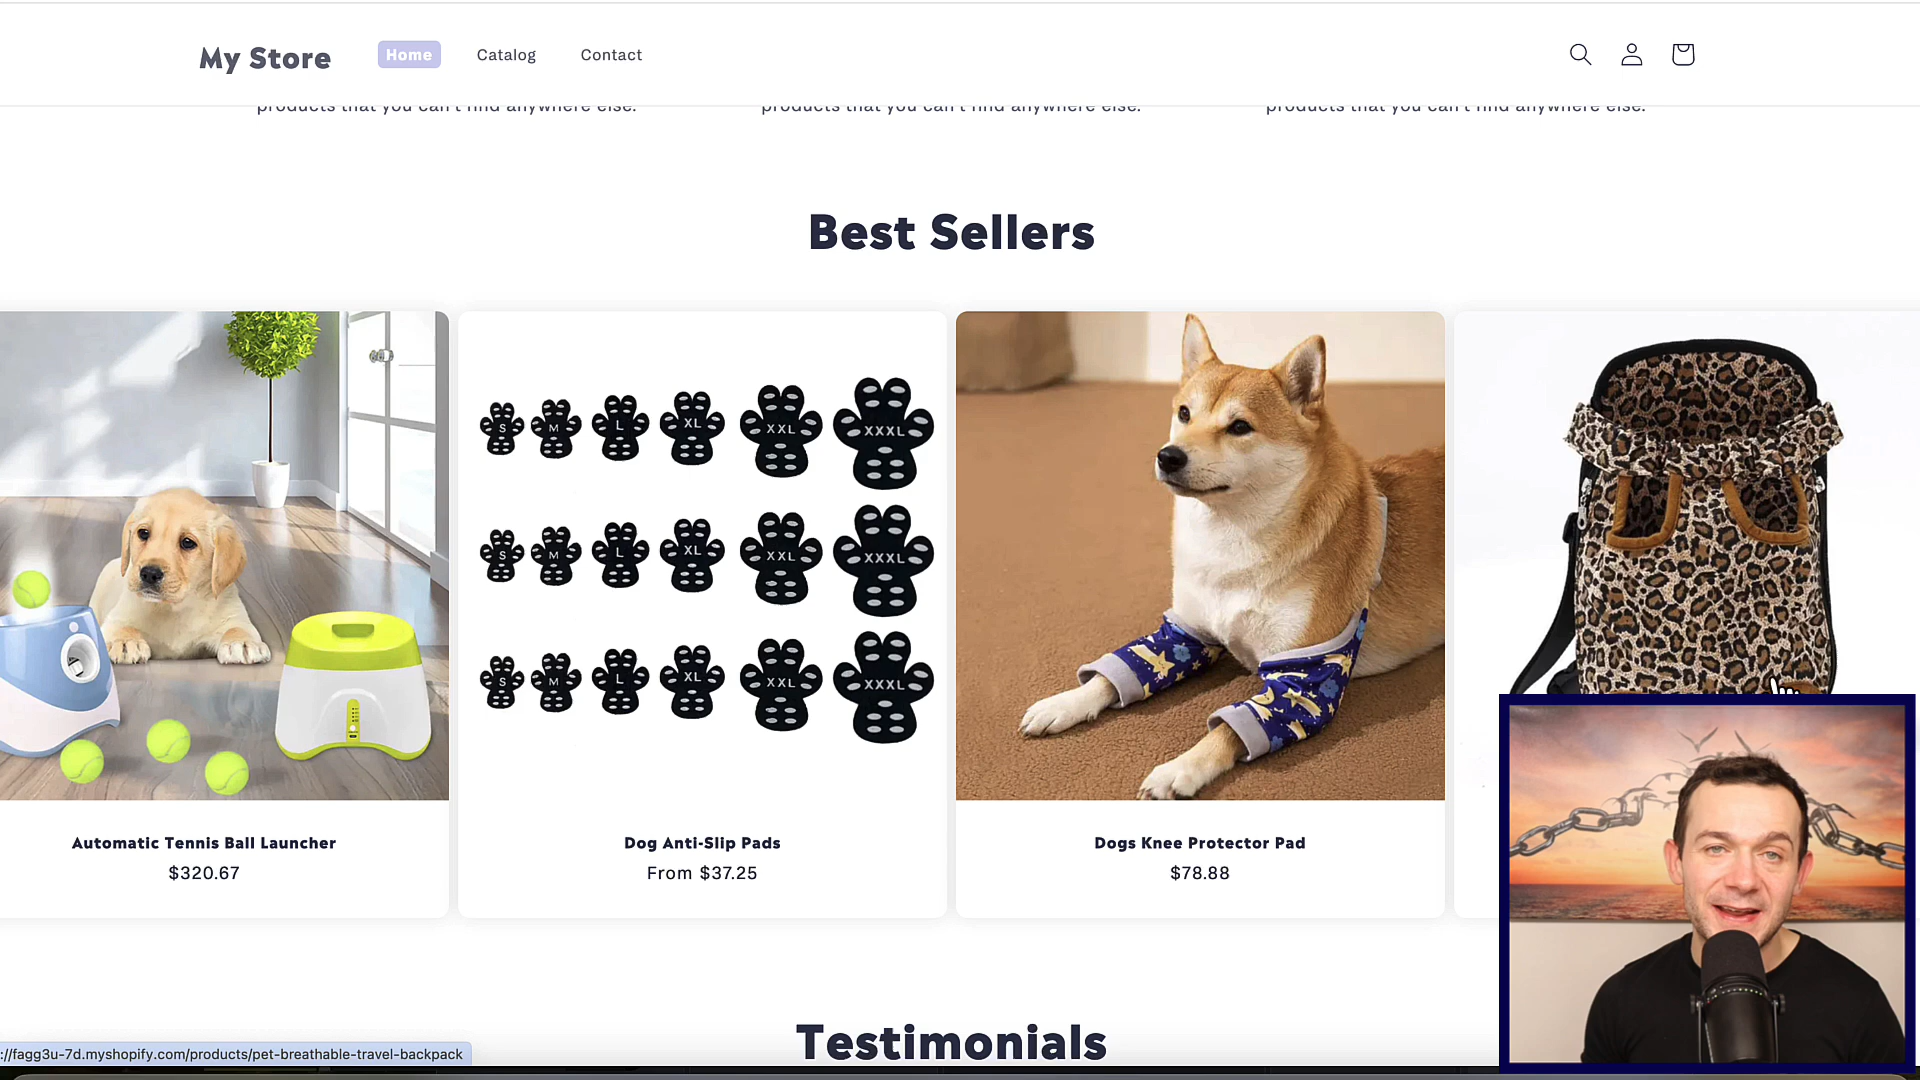 My Store
Home
Catalog
Contact
products that you can't find anywhere else.
products that you can't find anywhere else.
products that you can't find anywhere else.
Best Sellers
S M L XL XXL XXXL
S M L XL XXL XXXL
S M L XL XXL XXXL
Automatic Tennis Ball Launcher
$320.67
Dog Anti-Slip Pads
From $37.25
Dogs Knee Protector Pad
$78.88
Testimonials
://fagg3u-7d.myshopify.com/products/pet-breathable-travel-backpack